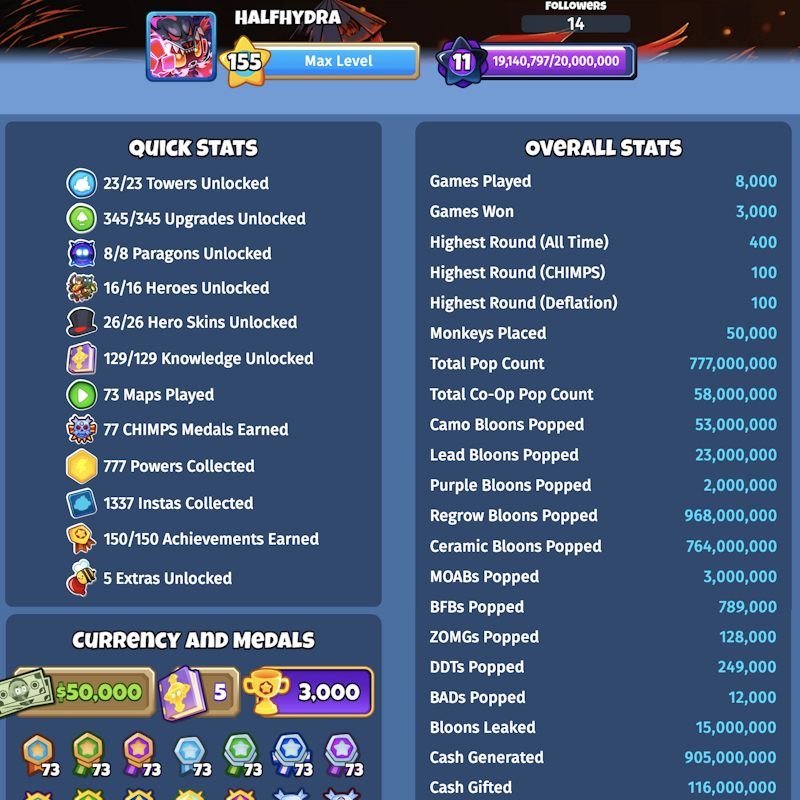 HALFHYDRA
FOLLOWERS
14
155
Max Level
11
19,140,797/20,000,000
QUICK STATS
23/23 Towers Unlocked
345/345 Upgrades Unlocked
8/8 Paragons Unlocked
16/16 Heroes Unlocked
26/26 Hero Skins Unlocked
129/129 Knowledge Unlocked
73 Maps Played
77 CHIMPS Medals Earned
777 Powers Collected
1337 Instas Collected
150/150 Achievements Earned
5 Extras Unlocked
CURRENCY AND MEDALS
$50,000
5
3,000
73 73 73 73 73 73 73
OVERALL STATS
Games Played 8,000
Games Won 3,000
Highest Round (All Time) 400
Highest Round (CHIMPS) 100
Highest Round (Deflation) 100
Monkeys Placed 50,000
Total Pop Count 777,000,000
Total Co-Op Pop Count 58,000,000
Camo Bloons Popped 53,000,000
Lead Bloons Popped 23,000,000
Purple Bloons Popped 2,000,000
Regrow Bloons Popped 968,000,000
Ceramic Bloons Popped 764,000,000
MOABs Popped 3,000,000
BFBs Popped 789,000
ZOMGs Popped 128,000
DDTs Popped 249,000
BADs Popped 12,000
Bloons Leaked 15,000,000
Cash Generated 905,000,000
Cash Gifted 116,000,000